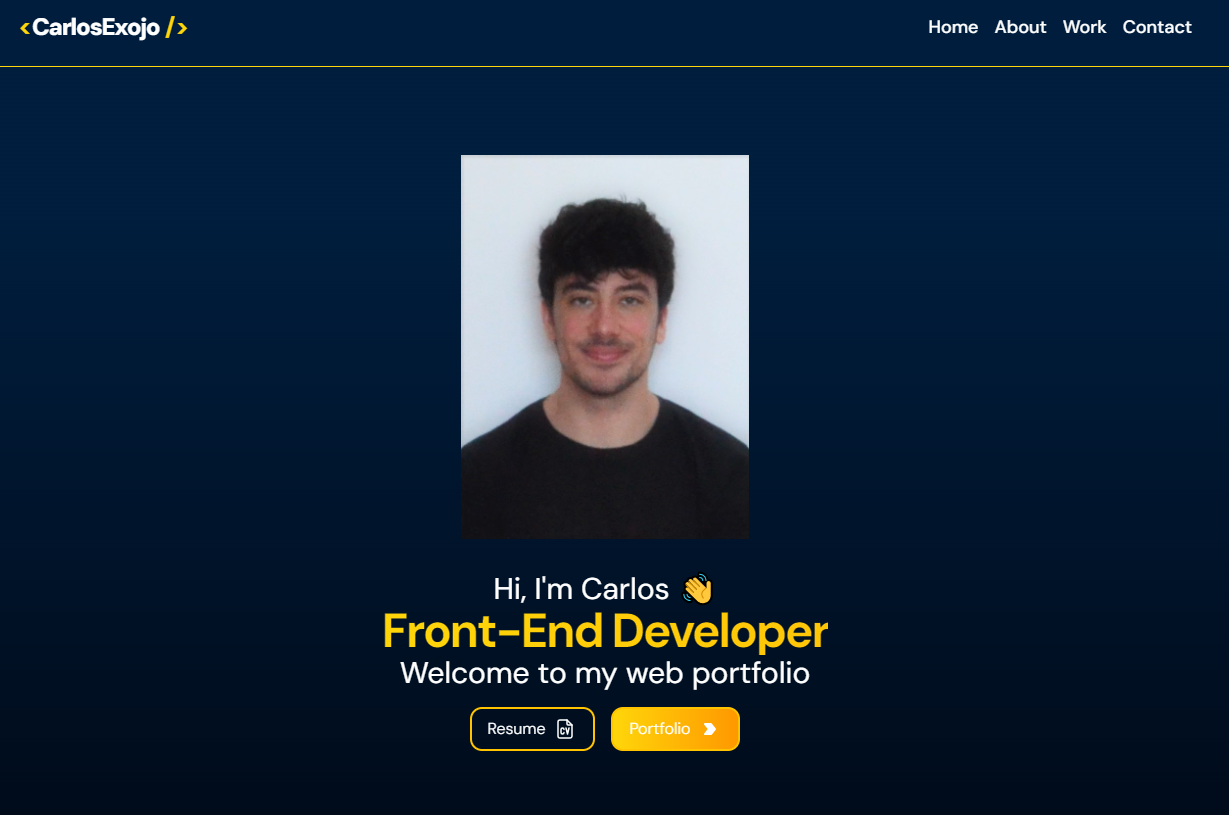 <CarlosExojo />
Home About Work Contact
Hi, I'm Carlos 👋
Front-End Developer
Welcome to my web portfolio
Resume CV
Portfolio